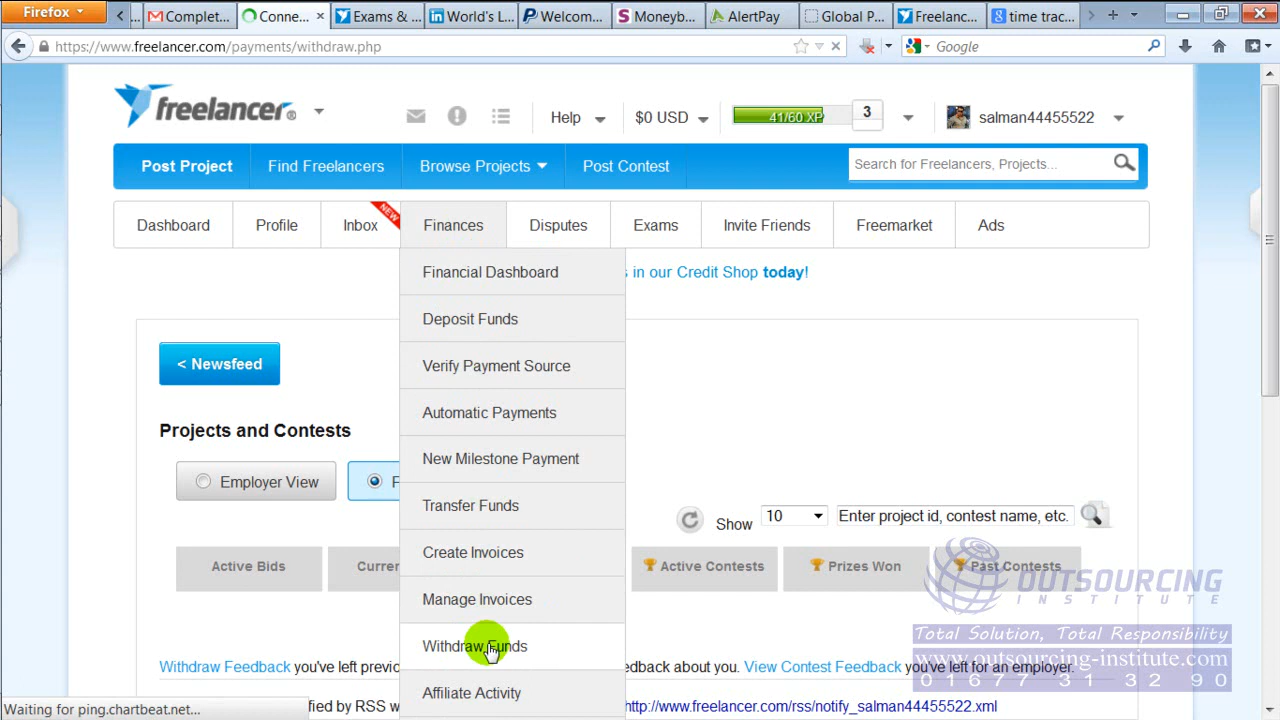 Firefox
Complet...
Conne...
Exams & ...
World's L...
Welcom...
Moneyb...
AlertPay
Global P...
Freelanc...
time trac...
https://www.freelancer.com/payments/withdraw.php
Google
freelancer®
Help
$0 USD
41/60 XP
3
salman44455522
Post Project
Find Freelancers
Browse Projects
Post Contest
Search for Freelancers, Projects...
Dashboard
Profile
Inbox
NEW
Finances
Disputes
Exams
Invite Friends
Freemarket
Ads
Financial Dashboard
in our Credit Shop today!
Deposit Funds
< Newsfeed
Verify Payment Source
Automatic Payments
Projects and Contests
New Milestone Payment
Employer View
F
Transfer Funds
Show
10
Enter project id, contest name, etc.
Create Invoices
Active Bids
Curre
Active Contests
Prizes Won
Past Contests
OUTSOURCING
INSTITUTE
Manage Invoices
Total Solution, Total Responsibility
Withdraw Funds
www.outsourcing-institute.com
Withdraw Feedback you've left previo
edback about you. View Contest Feedback you've left for an employer.
01677 31 32 90
Affiliate Activity
ified by RSS w
http://www.freelancer.com/rss/notify_salman44455522.xml
Waiting for ping.chartbeat.net...